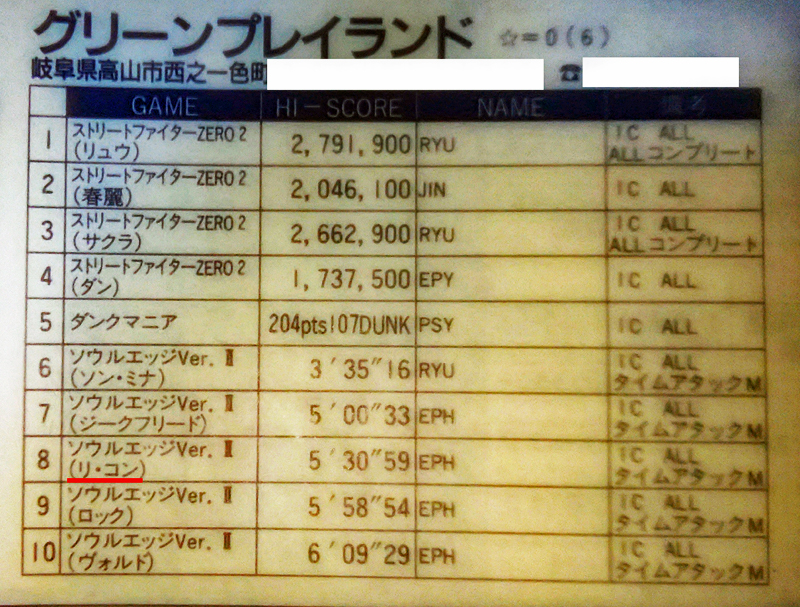 グリーンプレイランド ☆=0(6)
岐阜県高山市西之一色町 ☎
GAME HI-SCORE NAME 備考
1 ストリートファイターZERO 2 (リュウ) 2,791,900 RYU 1C ALL ALLコンプリート
2 ストリートファイターZERO 2 (春麗) 2,046,100 JIN 1C ALL
3 ストリートファイターZERO 2 (サクラ) 2,662,900 RYU 1C ALL ALLコンプリート
4 ストリートファイターZERO 2 (ダン) 1,737,500 EPY 1C ALL
5 ダンクマニア 204pts107DUNK PSY 1C ALL
6 ソウルエッジVer. Ⅱ (ソン・ミナ) 3′35″16 RYU 1C ALL タイムアタックM
7 ソウルエッジVer. Ⅱ (ジークフリード) 5′00″33 EPH 1C ALL タイムアタックM
8 ソウルエッジVer. Ⅱ (リ・コン) 5′30″59 EPH 1C ALL タイムアタックM
9 ソウルエッジVer. Ⅱ (ロック) 5′58″54 EPH 1C ALL タイムアタックM
10 ソウルエッジVer. Ⅱ (ヴォルド) 6′09″29 EPH 1C ALL タイムアタックM